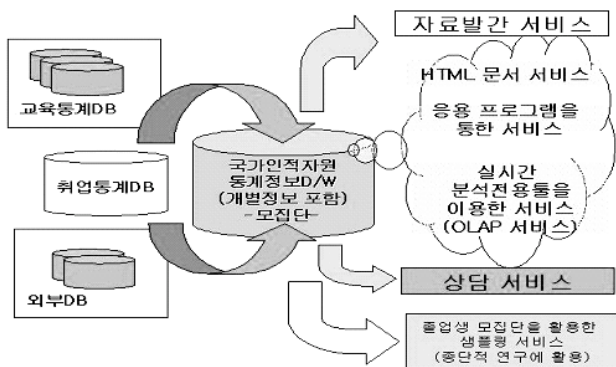 교육통계DB
취업통계DB
외부DB
국가인적자원
통계정보D/W
(개별정보 포함)
-모집단-
자료발간 서비스
HTML 문서 서비스
응용 프로그램을
통한 서비스
실시간
분석전용툴을
이용한 서비스
(OLAP 서비스)
상담 서비스
졸업생 모집단을 활용한
샘플링 서비스
(종단적 연구에 활용)